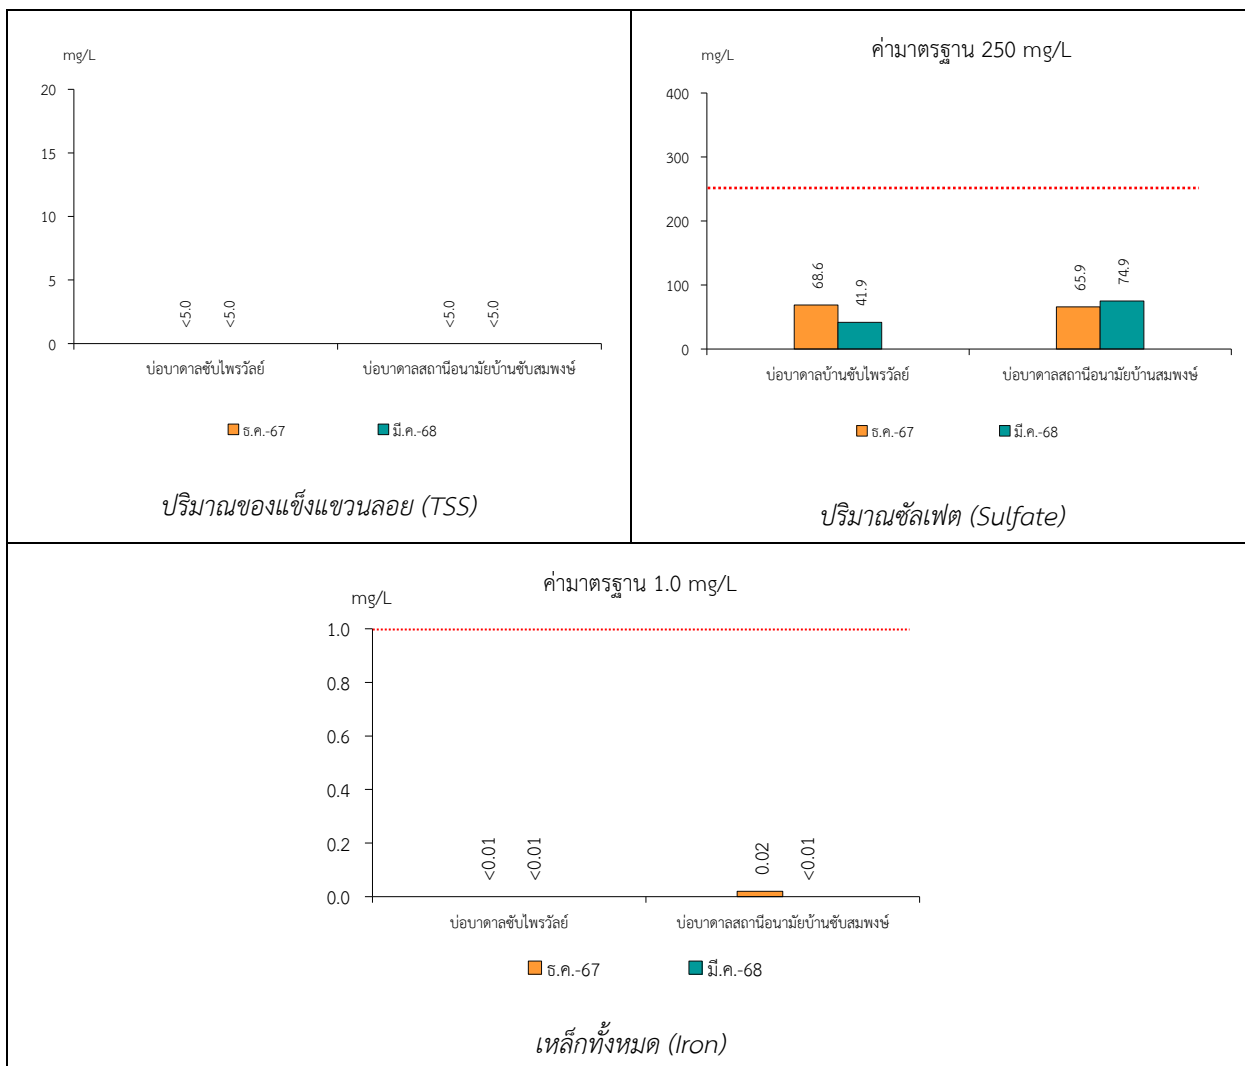 mg/L
20
15
10
5
0
<5.0
<5.0
<5.0
<5.0
บ่อบาดาลซับไพรวัลย์
บ่อบาดาลสถานีอนามัยบ้านซับสมพงษ์
ธ.ค.-67
มี.ค.-68
ปริมาณของแข็งแขวนลอย (TSS)
ค่ามาตรฐาน 250 mg/L
mg/L
400
300
200
100
0
68.6
41.9
65.9
74.9
บ่อบาดาลบ้านซับไพรวัลย์
บ่อบาดาลสถานีอนามัยบ้านสมพงษ์
ธ.ค.-67
มี.ค.-68
ปริมาณซัลเฟต (Sulfate)
ค่ามาตรฐาน 1.0 mg/L
mg/L
1.0
0.8
0.6
0.4
0.2
0.0
<0.01
<0.01
0.02
<0.01
บ่อบาดาลซับไพรวัลย์
บ่อบาดาลสถานีอนามัยบ้านซับสมพงษ์
ธ.ค.-67
มี.ค.-68
เหล็กทั้งหมด (Iron)